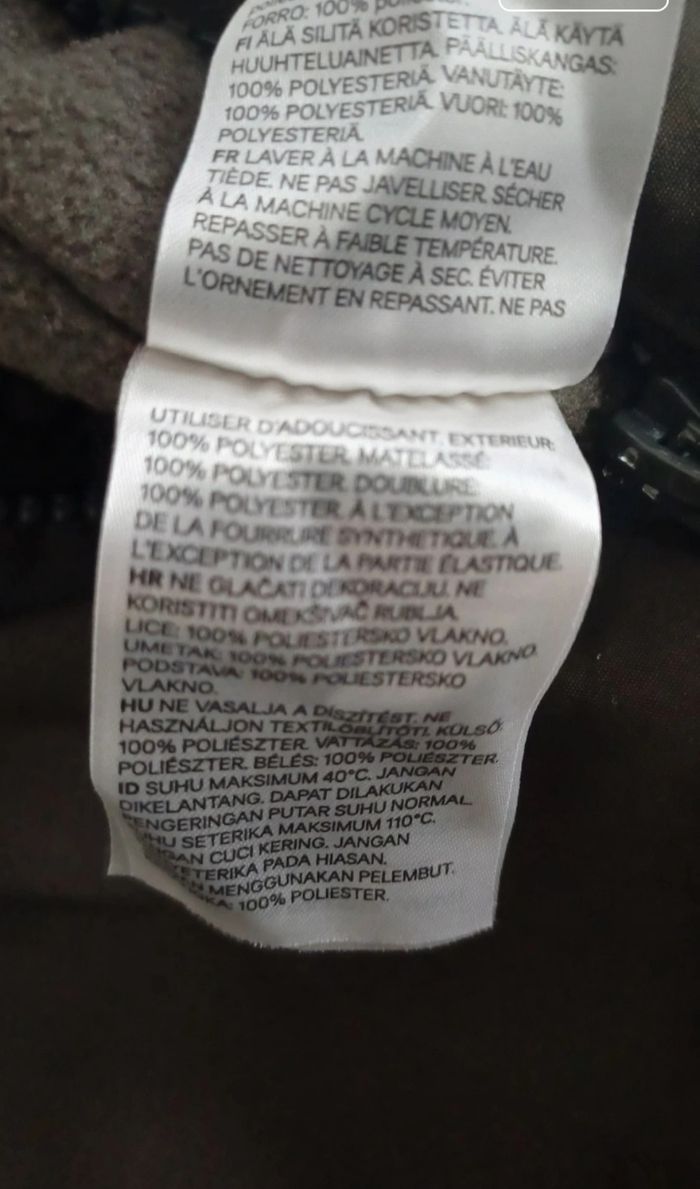 FORRO: 100%
FI ÄLÄ SILITÄ KORISTETTA. ÄLÄ KÄYTÄ
HUUHTELUAINETTA. PÄÄLLISKANGAS:
100% POLYESTERIÄ. VANUTÄYTE:
100% POLYESTERIÄ. VUORI: 100%
POLYESTERIÄ.
FR LAVER À LA MACHINE À L'EAU
TIÈDE. NE PAS JAVELLISER. SÉCHER
À LA MACHINE CYCLE MOYEN.
REPASSER À FAIBLE TEMPÉRATURE.
PAS DE NETTOYAGE À SEC. ÉVITER
L'ORNEMENT EN REPASSANT. NE PAS
UTILISER D'ADOUCISSANT. EXTERIEUR:
100% POLYESTER. MATELASSÉ:
100% POLYESTER. DOUBLURE:
100% POLYESTER. À L'EXCEPTION
DE LA FOURRURE SYNTHETIQUE. À
L'EXCEPTION DE LA PARTIE ÉLASTIQUE.
HR NE GLAČATI DEKORACIJU. NE
KORISTITI OMEKŠIVAČ RUBLJA.
LICE: 100% POLIESTERSKO VLAKNO.
UMETAK: 100% POLIESTERSKO VLAKNO.
PODSTAVA: 100% POLIESTERSKO
VLAKNO.
HU NE VASALJA A DÍSZÍTÉST. NE
HASZNÁLJON TEXTILÖBLÍTŐT. KÜLSŐ:
100% POLIÉSZTER. VATTÁZÁS: 100%
POLIÉSZTER. BÉLÉS: 100% POLIÉSZTER.
ID SUHU MAKSIMUM 40°C. JANGAN
DIKELANTANG. DAPAT DILAKUKAN
PENGERINGAN PUTAR SUHU NORMAL.
SETERIKA MAKSIMUM 110°C.
CUCI KERING. JANGAN
PADA HIASAN.
MENGGUNAKAN PELEMBUT.
100% POLIESTER.